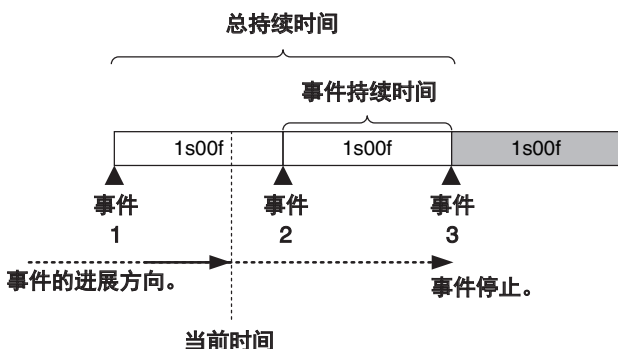 总持续时间
事件持续时间
1s00f 1s00f 1s00f
事件 事件 事件
1 2 3
事件的进展方向。
事件停止。
当前时间